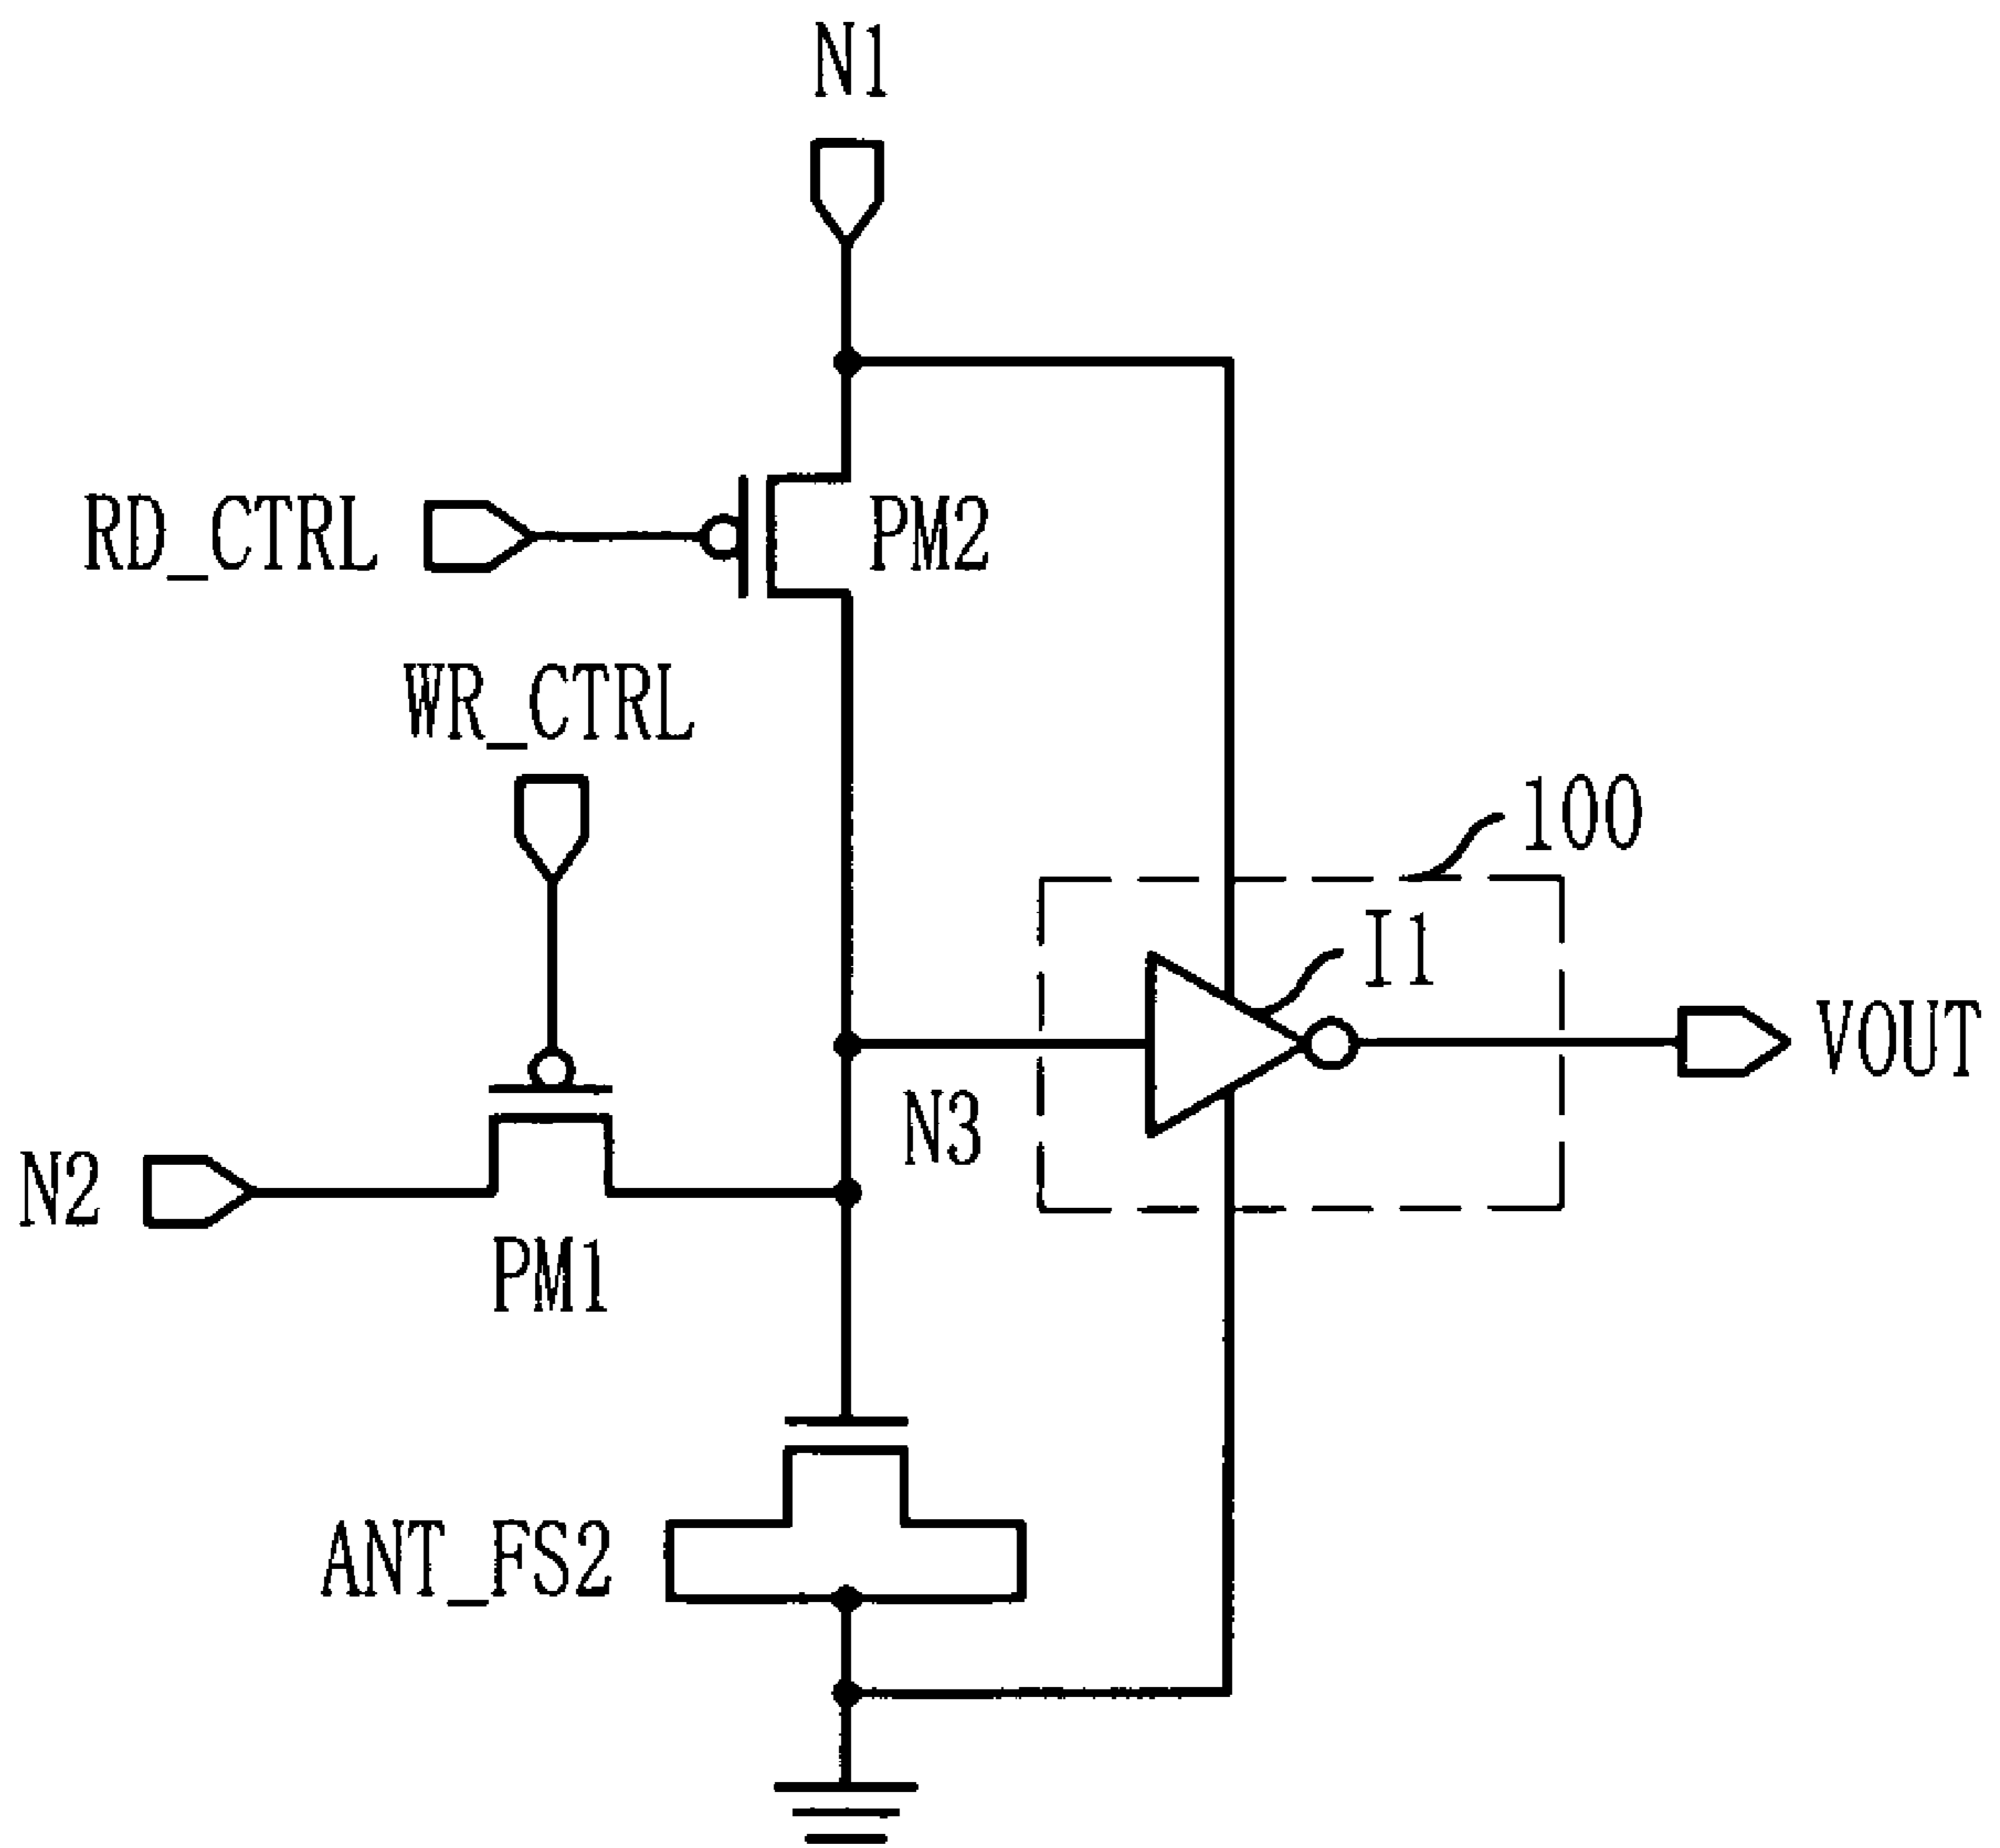 N1
RD_CTRL
PM2
WR_CTRL
100
I1
VOUT
N3
N2
PM1
ANT_FS2